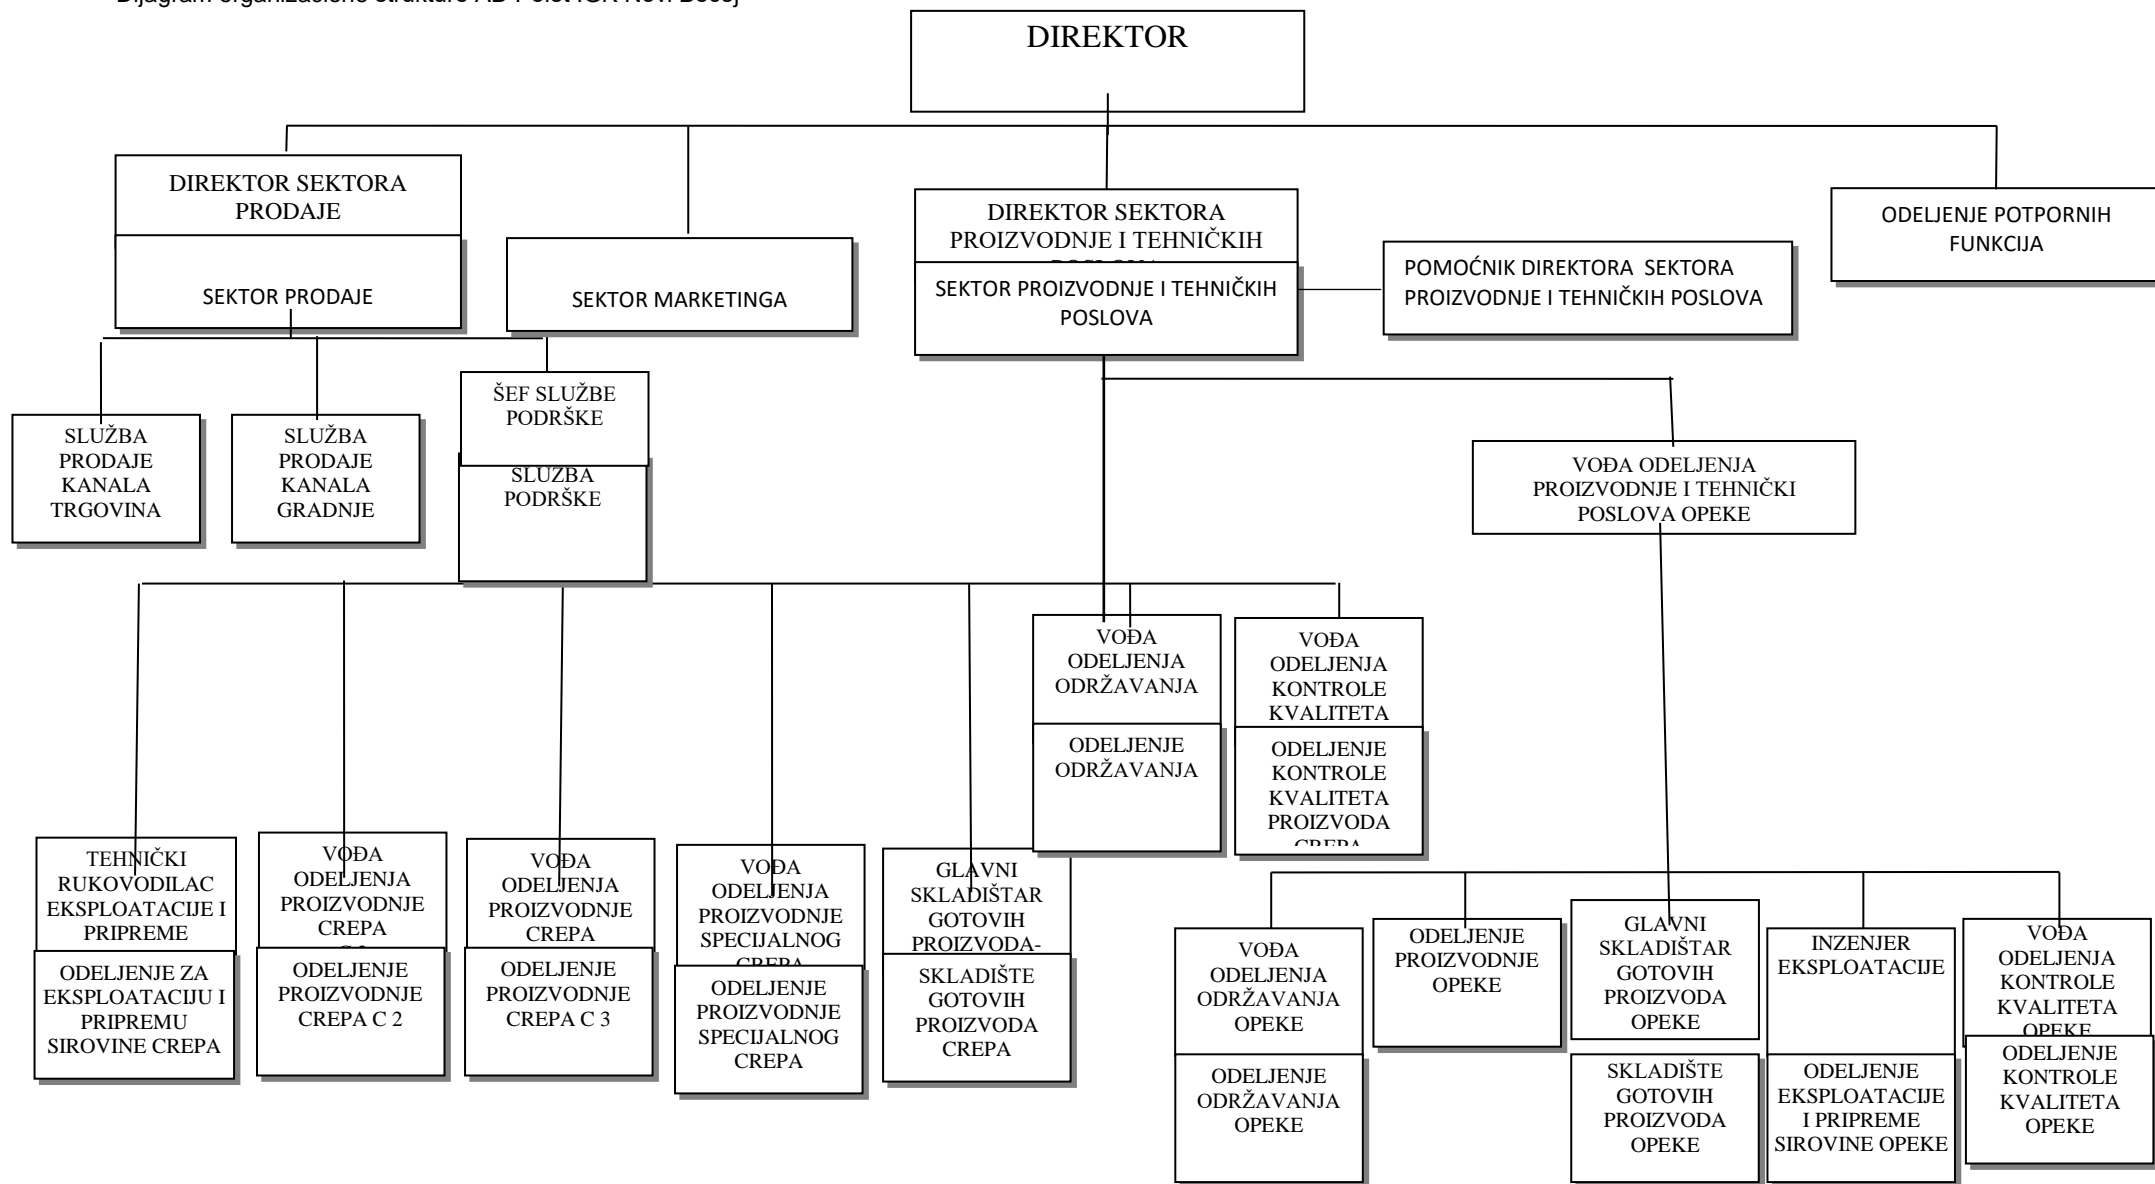 DIREKTOR
DIREKTOR SEKTORA
PRODAJE
SEKTOR PRODAJE
SEKTOR MARKETINGA
DIREKTOR SEKTORA
PROIZVODNJE I TEHNIČKIH
SEKTOR PROIZVODNJE I TEHNIČKIH
POSLOVA
POMOĆNIK DIREKTORA SEKTORA
PROIZVODNJE I TEHNIČKIH POSLOVA
ODELJENJE POTPORNIH
FUNKCIJA
SLUŽBA
PRODAJE
KANALA
TRGOVINA
SLUŽBA
PRODAJE
KANALA
GRADNJE
ŠEF SLUŽBE
PODRŠKE
SLUŽBA
PODRŠKE
VOĐA ODELJENJA
PROIZVODNJE I TEHNIČKI
POSLOVA OPEKE
VOĐA
ODELJENJA
ODRŽAVANJA
ODELJENJE
ODRŽAVANJA
VOĐA
ODELJENJA
KONTROLE
KVALITETA
ODELJENJE
KONTROLE
KVALITETA
PROIZVODA
CREPA
TEHNIČKI
RUKOVODILAC
EKSPLOATACIJE I
PRIPREME
ODELJENJE ZA
EKSPLOATACIJU I
PRIPREMU
SIROVINE CREPA
VOĐA
ODELJENJA
PROIZVODNJE
CREPA
ODELJENJE
PROIZVODNJE
CREPA C 2
VOĐA
ODELJENJA
PROIZVODNJE
CREPA
ODELJENJE
PROIZVODNJE
CREPA C 3
VOĐA
ODELJENJA
PROIZVODNJE
SPECIJALNOG
CREPA
ODELJENJE
PROIZVODNJE
SPECIJALNOG
CREPA
GLAVNI
SKLADIŠTAR
GOTOVIH
PROIZVODA-
SKLADIŠTE
GOTOVIH
PROIZVODA
CREPA
VOĐA
ODELJENJA
ODRŽAVANJA
OPEKE
ODELJENJE
ODRŽAVANJA
OPEKE
ODELJENJE
PROIZVODNJE
OPEKE
GLAVNI
SKLADIŠTAR
GOTOVIH
PROIZVODA
OPEKE
SKLADIŠTE
GOTOVIH
PROIZVODA
OPEKE
INZENJER
EKSPLOATACIJE
ODELJENJE
EKSPLOATACIJE
I PRIPREME
SIROVINE OPEKE
VOĐA
ODELJENJA
KONTROLE
KVALITETA
OPEKE
ODELJENJE
KONTROLE
KVALITETA
OPEKE